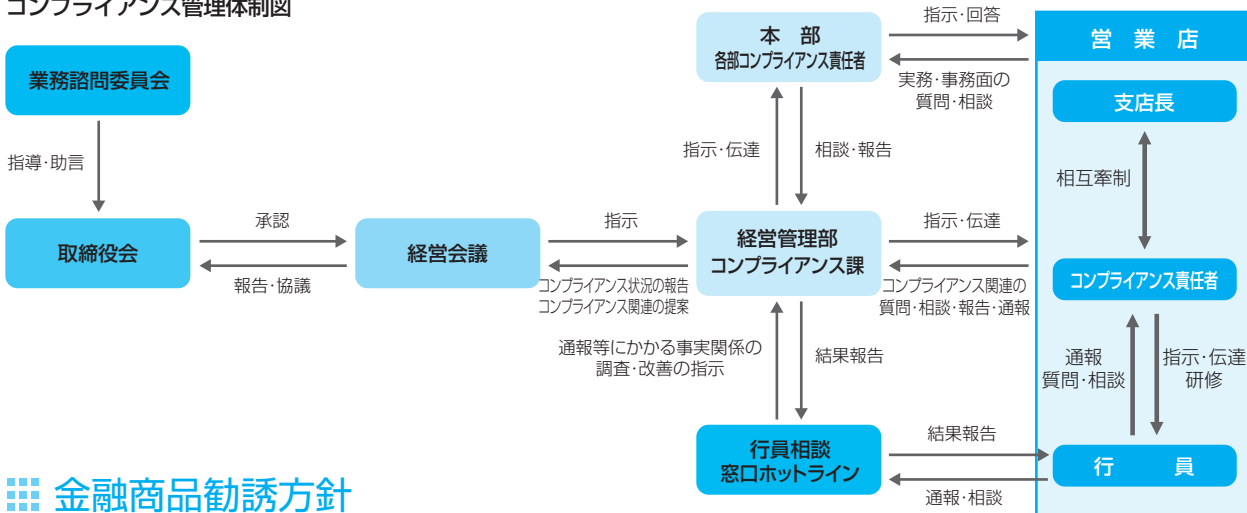 コンプライアンス管理体制図
業務諮問委員会
指導・助言
取締役会
承認
報告・協議
経営会議
指示
コンプライアンス状況の報告
コンプライアンス関連の提案
本　部
各部コンプライアンス責任者
指示・回答
実務・事務面の
質問・相談
指示・伝達
相談・報告
経営管理部
コンプライアンス課
指示・伝達
コンプライアンス関連の
質問・相談・報告・通報
通報等にかかる事実関係の
調査・改善の指示
結果報告
行員相談
窓口ホットライン
結果報告
通報・相談
営　業　店
支店長
相互牽制
コンプライアンス責任者
通報
質問・相談
指示・伝達
研修
行　　員
金融商品勧誘方針